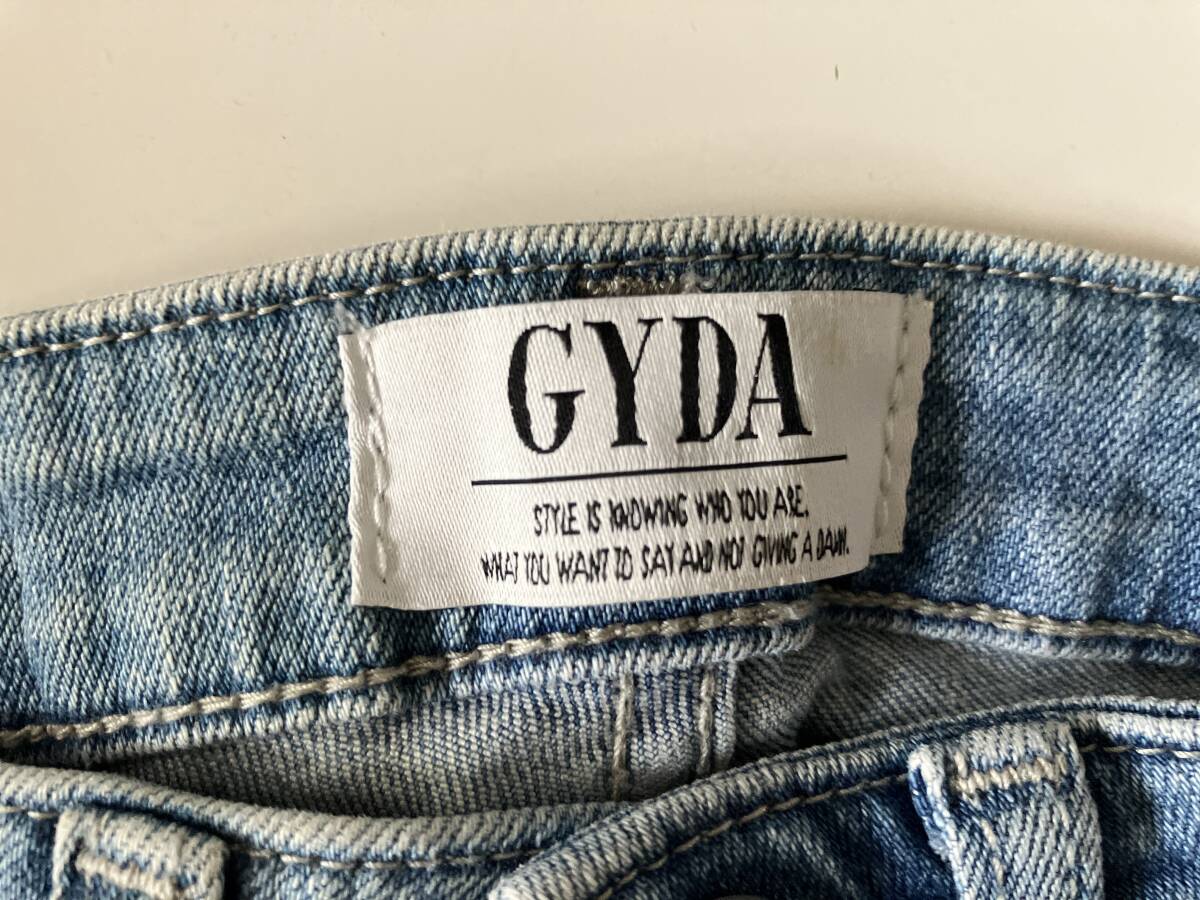 GYDA
STYLE IS KNOWING WHO YOU ARE.
WHAT YOU WANT TO SAY AND NOT GIVING A DAMN.